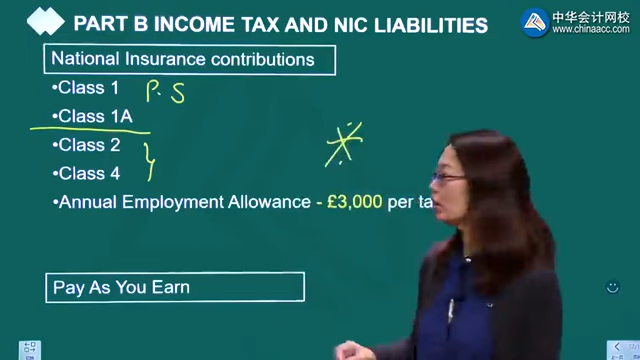 PART B INCOME TAX AND NIC LIABILITIES
中华会计网校
www.chinaacc.com
National Insurance contributions
•Class 1 P. S
•Class 1A
•Class 2
•Class 4
•Annual Employment Allowance - £3,000 per ta
Pay As You Earn